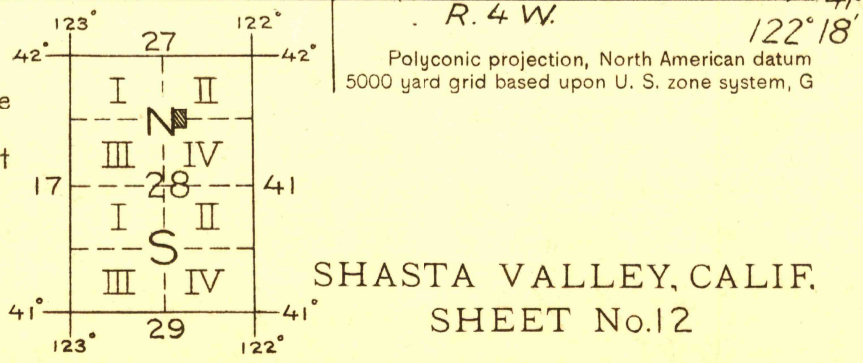 R. 4 W.
122°18'
Polyconic projection, North American datum
5000 yard grid based upon U. S. zone system, G
123° 27 122°
42° 42°
I II
N
III IV
17 28 41
I II
S
III IV
41° 41°
123° 29 122°
SHASTA VALLEY, CALIF.
SHEET No. 12